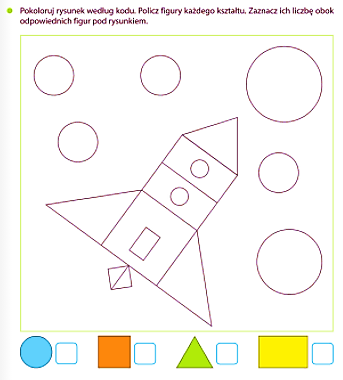 Pokoloruj rysunek według kodu. Policz figury każdego kształtu. Zaznacz ich liczbę obok
odpowiednich figur pod rysunkiem.